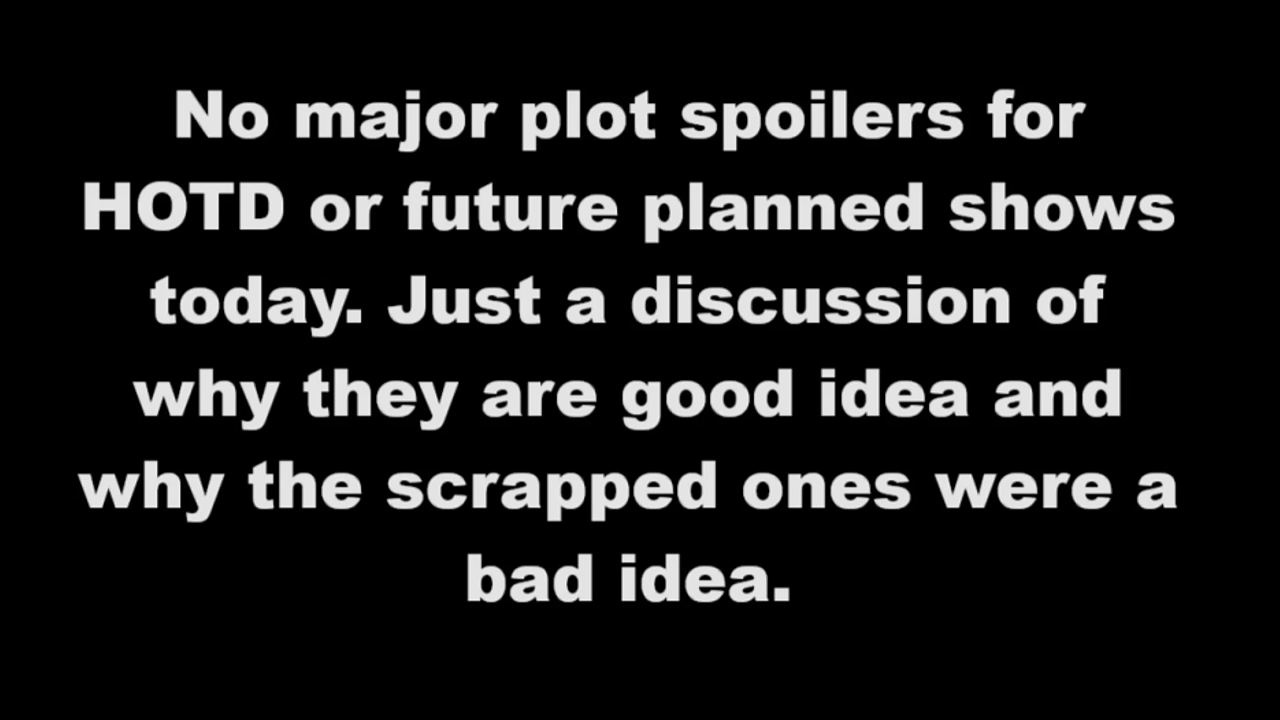 No major plot spoilers for
HOTD or future planned shows
today. Just a discussion of
why they are good idea and
why the scrapped ones were a
bad idea.